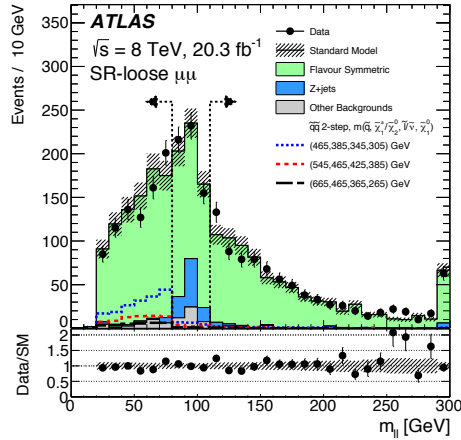 ATLAS
√s = 8 TeV, 20.3 fb⁻¹
SR-loose μμ
Data
Standard Model
Flavour Symmetric
Z+jets
Other Backgrounds
q̃q̃ 2-step, m(q̃, χ̃₁±/χ̃₂⁰, l̃/ν̃, χ̃₁⁰)
(465,385,345,305) GeV
(545,465,425,385) GeV
(665,465,365,265) GeV
Events / 10 GeV
350
300
250
200
150
100
50
0
Data/SM
2
1.5
1
0.5
0
0 50 100 150 200 250 300
m_ll [GeV]